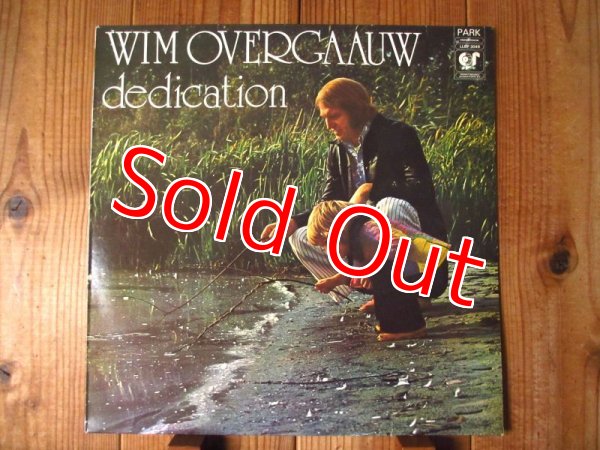 WIM OVERGAAUW
dedication
PARK
Sold Out